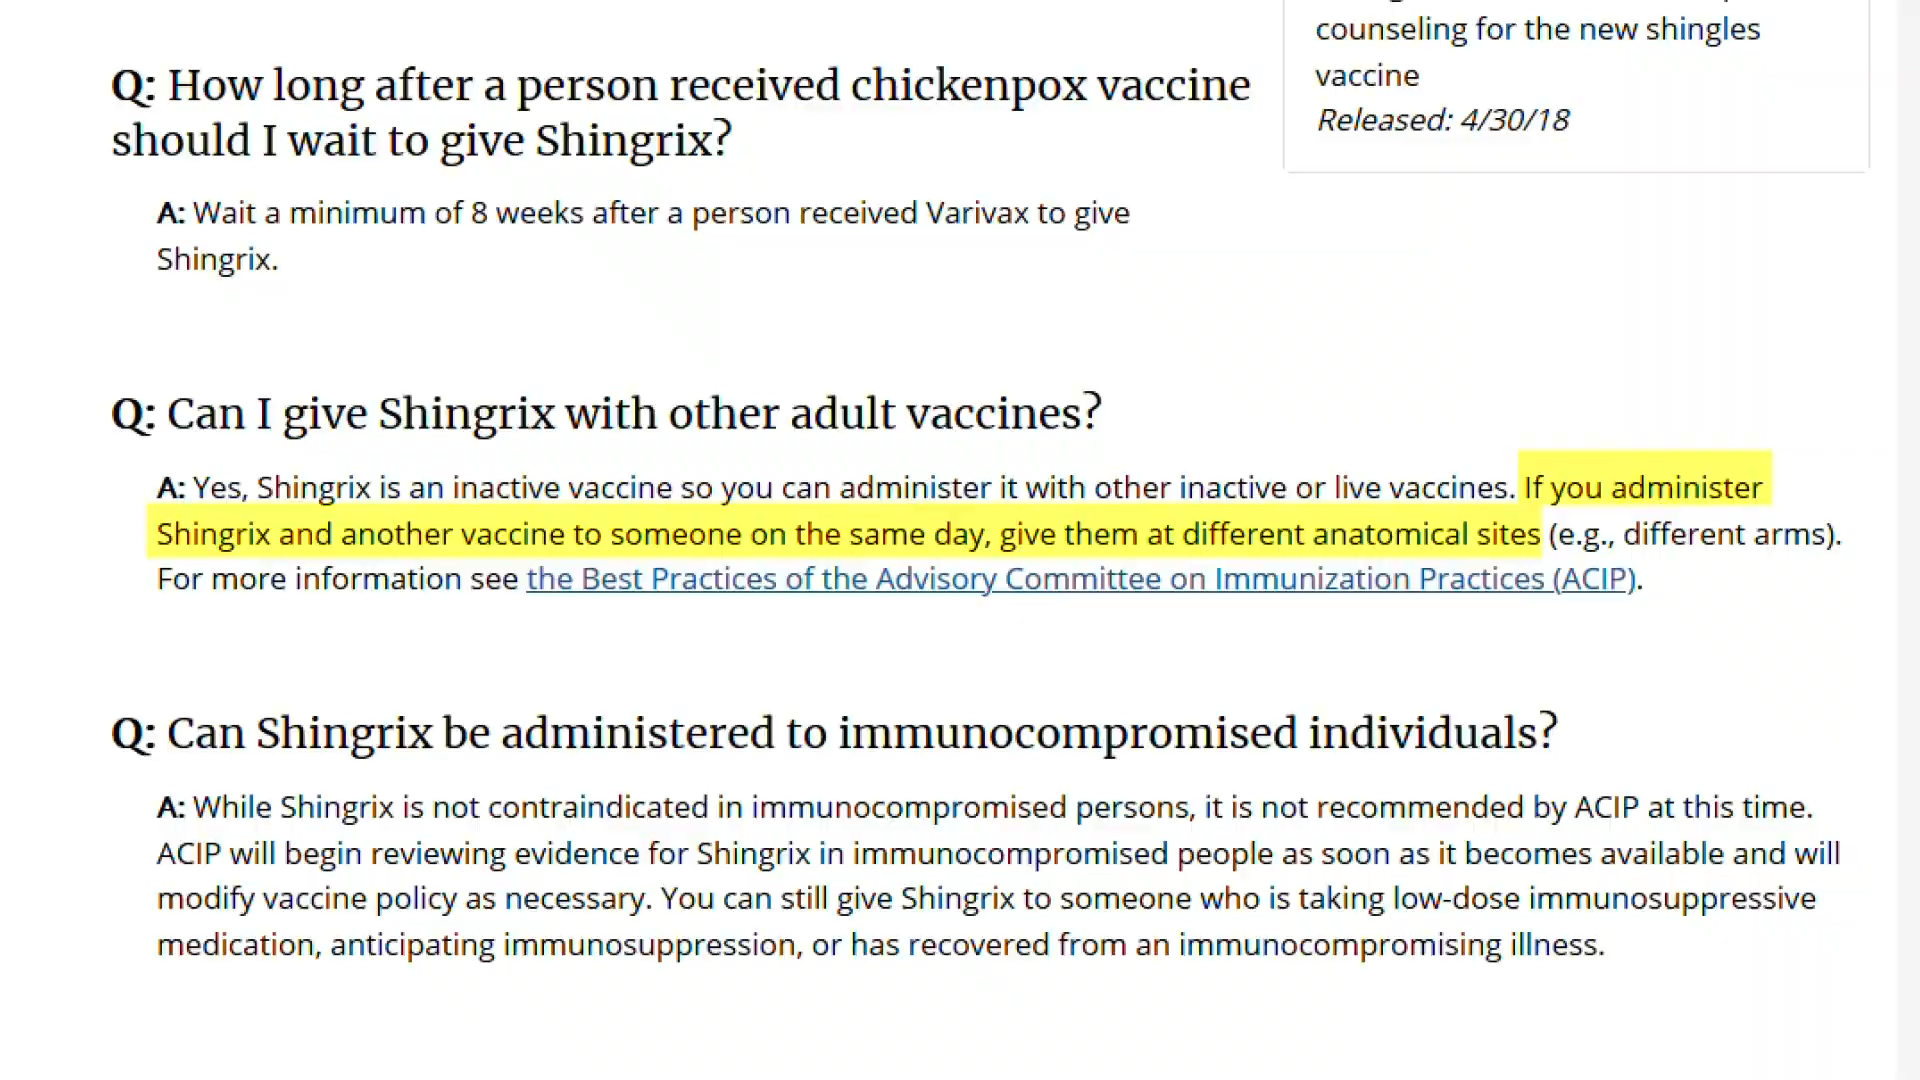 counseling for the new shingles
vaccine
Released: 4/30/18
Q: How long after a person received chickenpox vaccine
should I wait to give Shingrix?
A: Wait a minimum of 8 weeks after a person received Varivax to give
Shingrix.
Q: Can I give Shingrix with other adult vaccines?
A: Yes, Shingrix is an inactive vaccine so you can administer it with other inactive or live vaccines. If you administer
Shingrix and another vaccine to someone on the same day, give them at different anatomical sites (e.g., different arms).
For more information see the Best Practices of the Advisory Committee on Immunization Practices (ACIP).
Q: Can Shingrix be administered to immunocompromised individuals?
A: While Shingrix is not contraindicated in immunocompromised persons, it is not recommended by ACIP at this time.
ACIP will begin reviewing evidence for Shingrix in immunocompromised people as soon as it becomes available and will
modify vaccine policy as necessary. You can still give Shingrix to someone who is taking low-dose immunosuppressive
medication, anticipating immunosuppression, or has recovered from an immunocompromising illness.